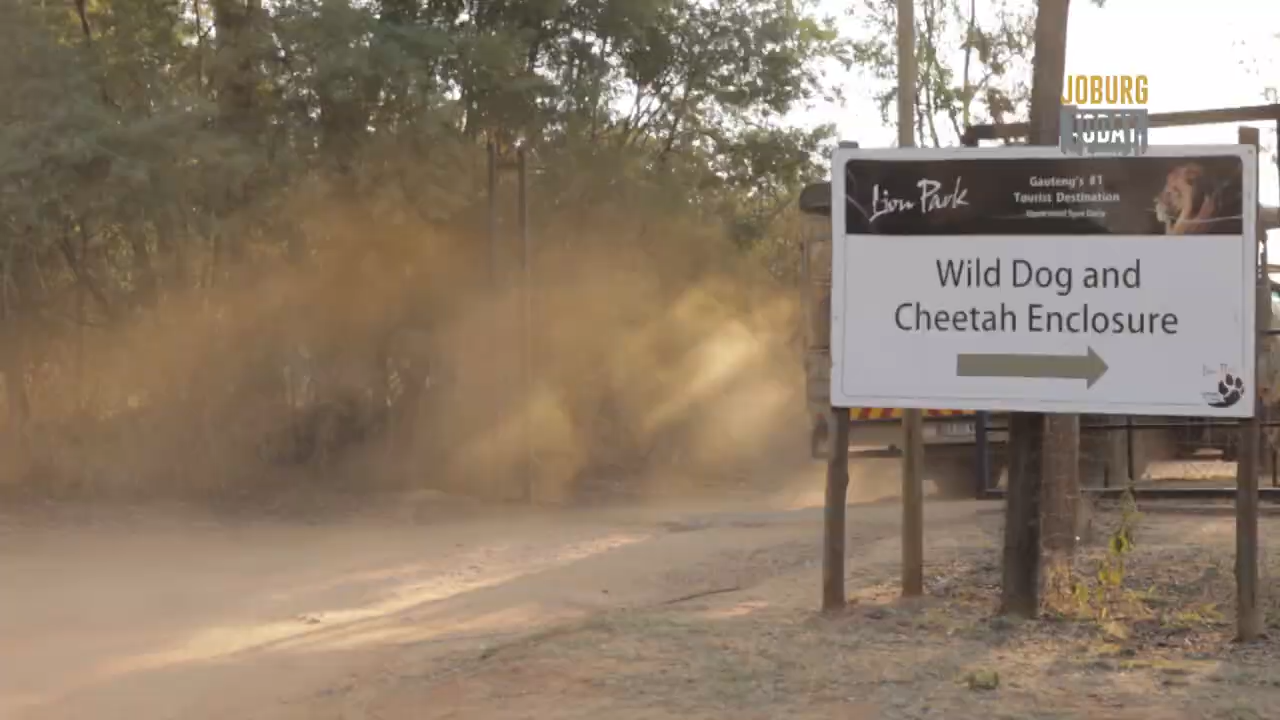 JOBURG
TODAY
Lion Park
Gauteng's #1
Tourist Destination
Wild Dog and
Cheetah Enclosure